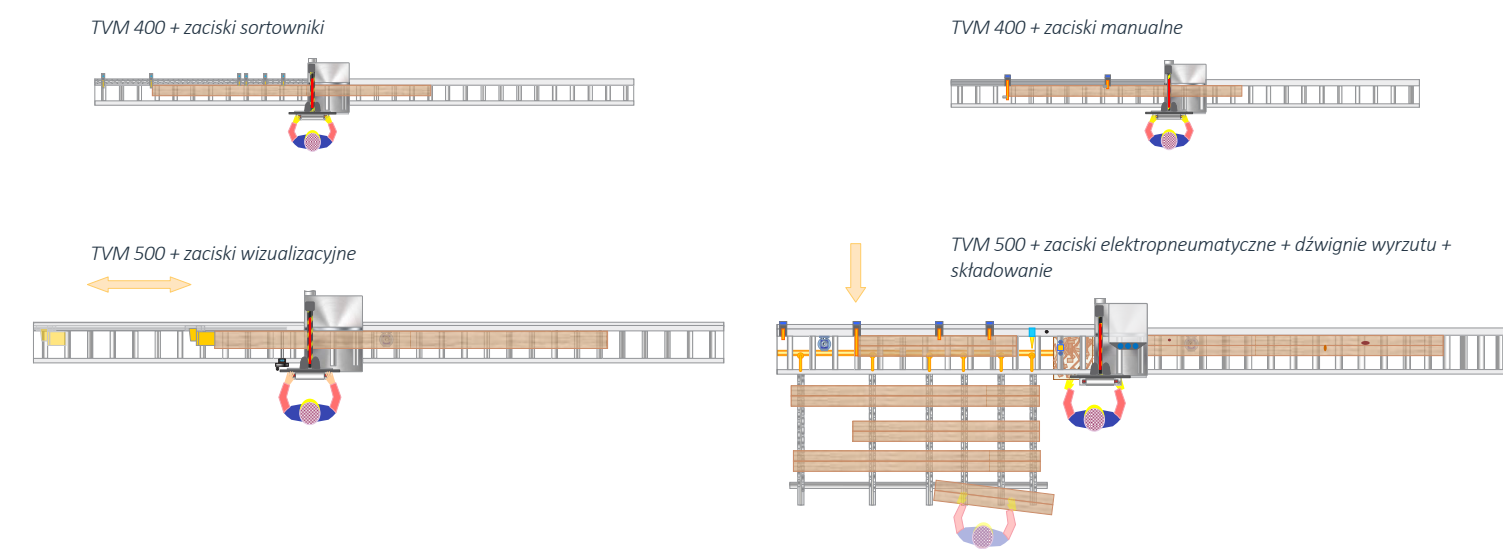 TVM 400 + zaciski sortowniki
TVM 400 + zaciski manualne
TVM 500 + zaciski wizualizacyjne
TVM 500 + zaciski elektropneumatyczne + dźwignie wyrzutu +
składowanie